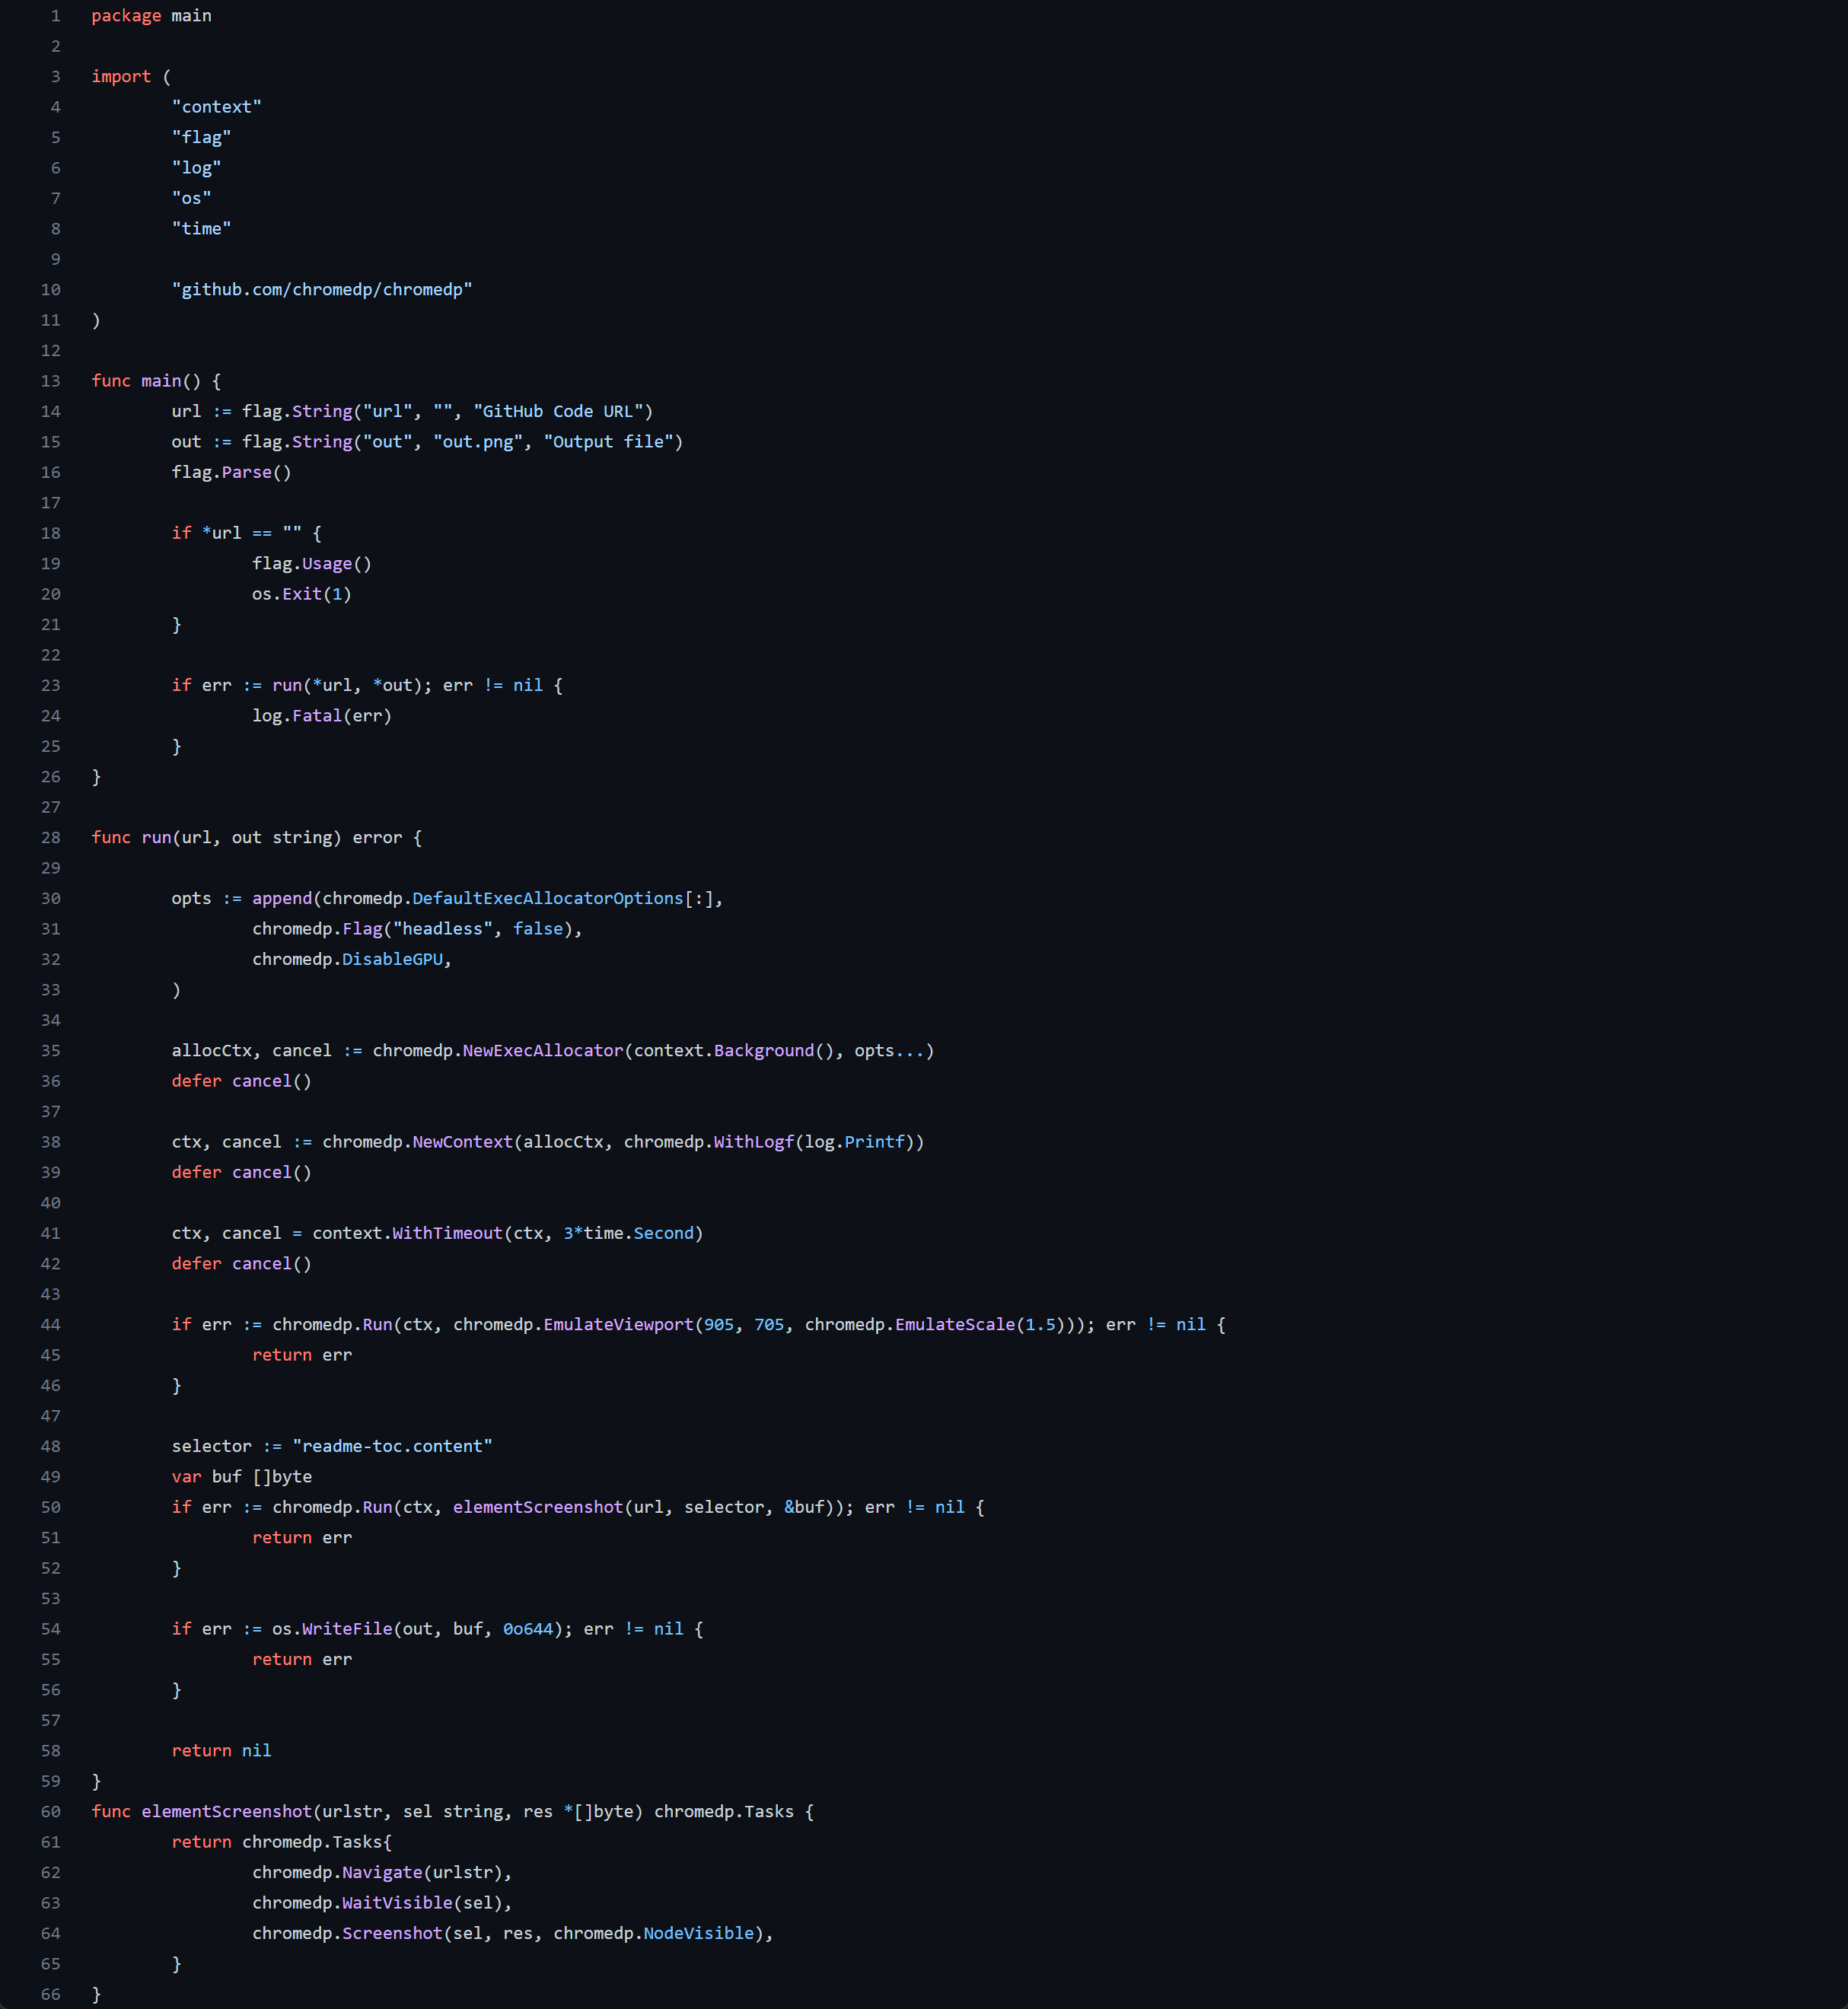 1 package main
2
3 import (
4 "context"
5 "flag"
6 "log"
7 "os"
8 "time"
9
10 "github.com/chromedp/chromedp"
11 )
12
13 func main() {
14 url := flag.String("url", "", "GitHub Code URL")
15 out := flag.String("out", "out.png", "Output file")
16 flag.Parse()
17
18 if *url == "" {
19 flag.Usage()
20 os.Exit(1)
21 }
22
23 if err := run(*url, *out); err != nil {
24 log.Fatal(err)
25 }
26 }
27
28 func run(url, out string) error {
29
30 opts := append(chromedp.DefaultExecAllocatorOptions[:],
31 chromedp.Flag("headless", false),
32 chromedp.DisableGPU,
33 )
34
35 allocCtx, cancel := chromedp.NewExecAllocator(context.Background(), opts...)
36 defer cancel()
37
38 ctx, cancel := chromedp.NewContext(allocCtx, chromedp.WithLogf(log.Printf))
39 defer cancel()
40
41 ctx, cancel = context.WithTimeout(ctx, 3*time.Second)
42 defer cancel()
43
44 if err := chromedp.Run(ctx, chromedp.EmulateViewport(905, 705, chromedp.EmulateScale(1.5))); err != nil {
45 return err
46 }
47
48 selector := "readme-toc.content"
49 var buf []byte
50 if err := chromedp.Run(ctx, elementScreenshot(url, selector, &buf)); err != nil {
51 return err
52 }
53
54 if err := os.WriteFile(out, buf, 0o644); err != nil {
55 return err
56 }
57
58 return nil
59 }
60 func elementScreenshot(urlstr, sel string, res *[]byte) chromedp.Tasks {
61 return chromedp.Tasks{
62 chromedp.Navigate(urlstr),
63 chromedp.WaitVisible(sel),
64 chromedp.Screenshot(sel, res, chromedp.NodeVisible),
65 }
66 }